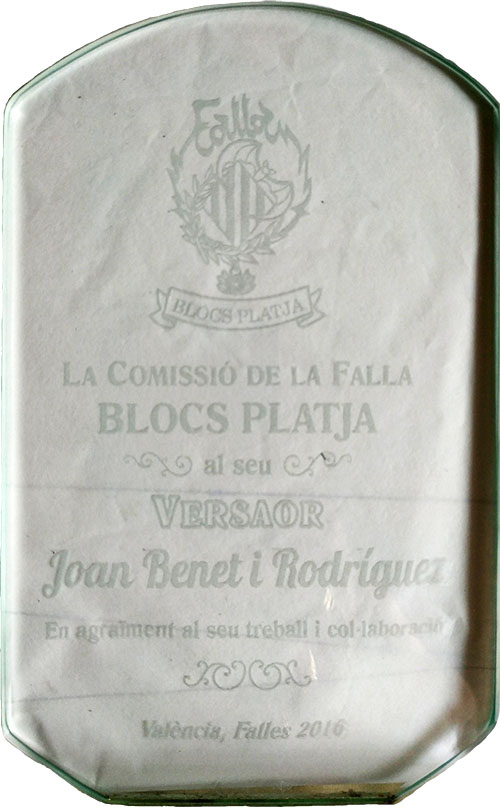 Falla
BLOCS PLATJA
LA COMISSIÓ DE LA FALLA
BLOCS PLATJA
al seu
VERSAOR
Joan Benet i Rodríguez
En agraïment al seu treball i col·laboració
València, Falles 2016